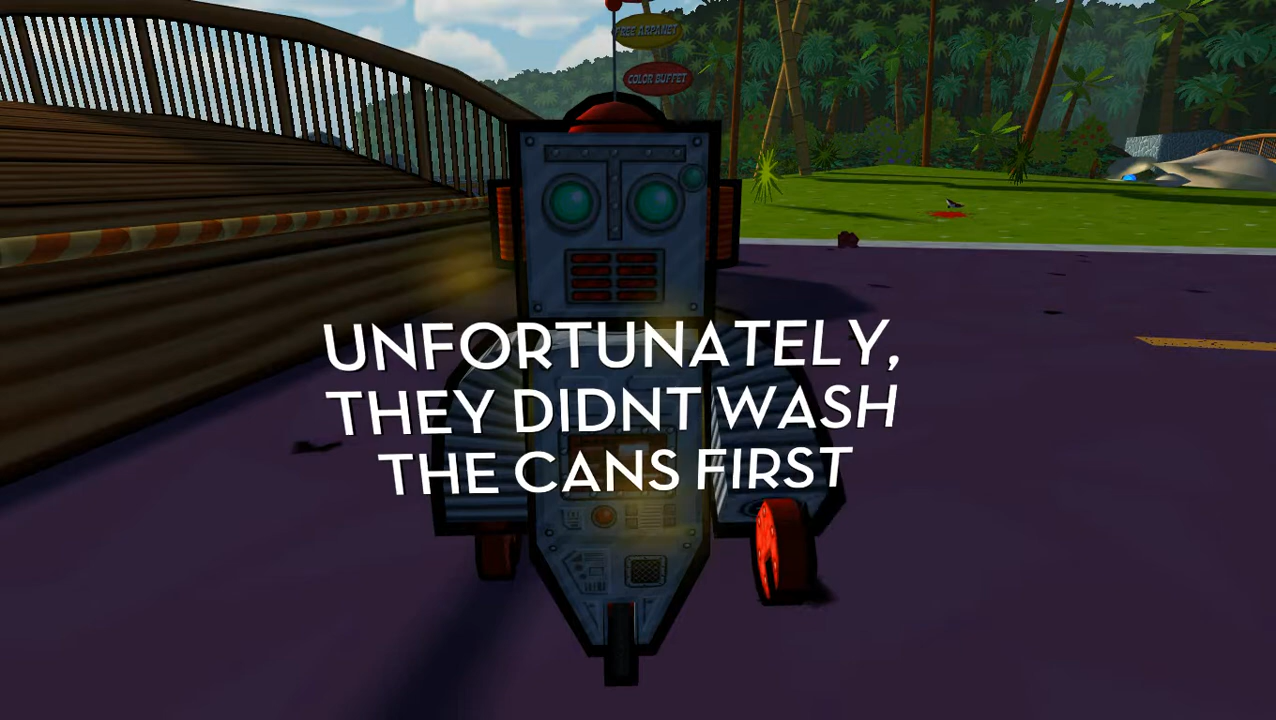 FREE ARPANET
COLOR BUFFET
UNFORTUNATELY,
THEY DIDNT WASH
THE CANS FIRST